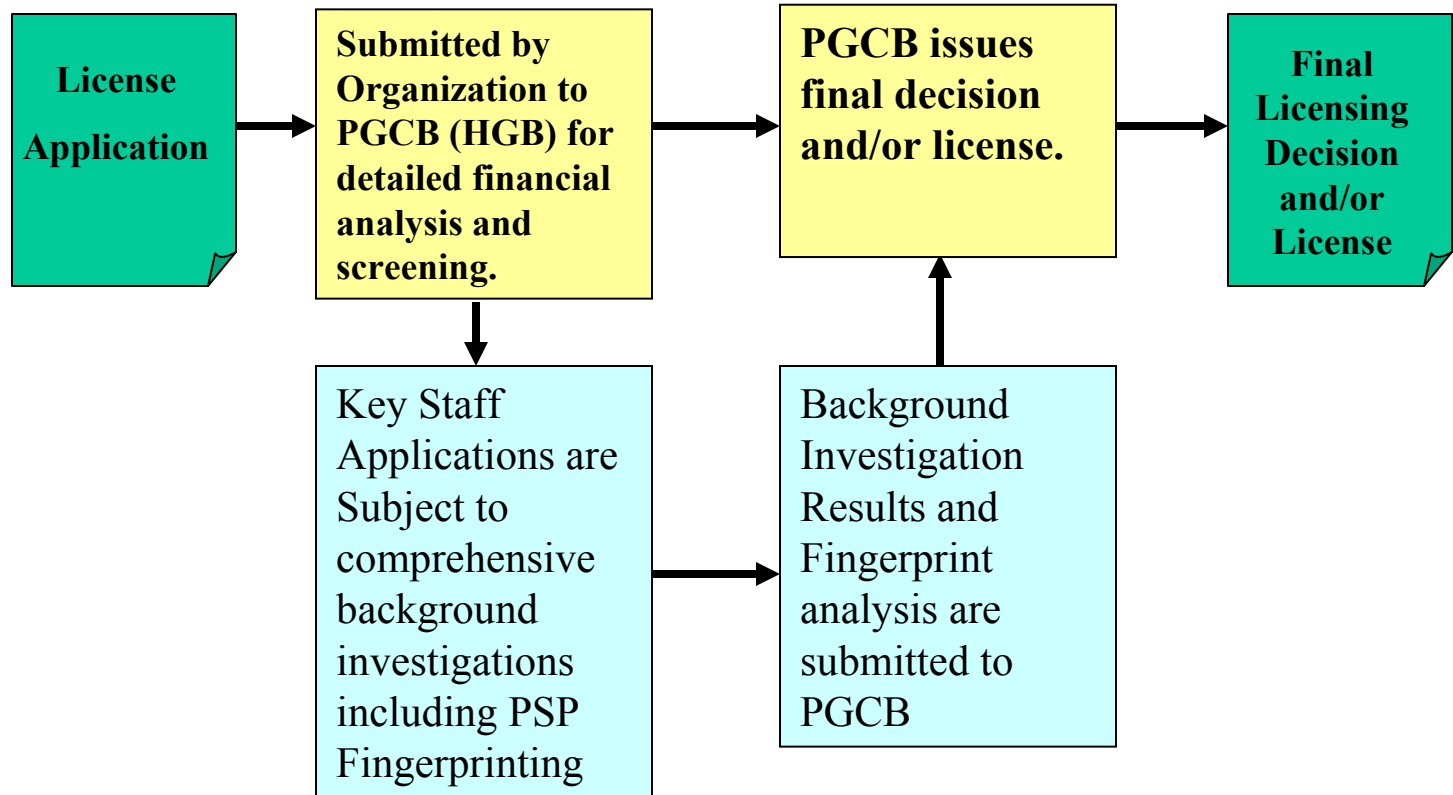 License
Application
Submitted by
Organization to
PGCB (HGB) for
detailed financial
analysis and
screening.
PGCB issues
final decision
and/or license.
Final
Licensing
Decision
and/or
License
Key Staff
Applications are
Subject to
comprehensive
background
investigations
including PSP
Fingerprinting
Background
Investigation
Results and
Fingerprint
analysis are
submitted to
PGCB